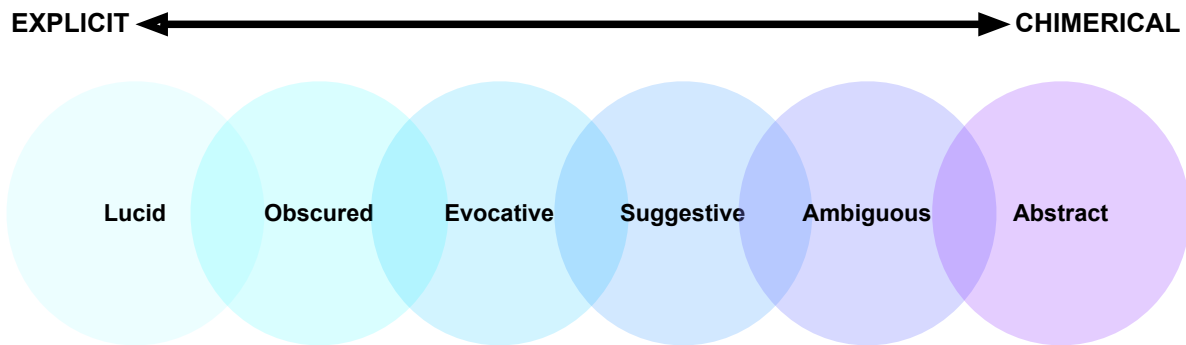 EXPLICIT CHIMERICAL
Lucid Obscured Evocative Suggestive Ambiguous Abstract